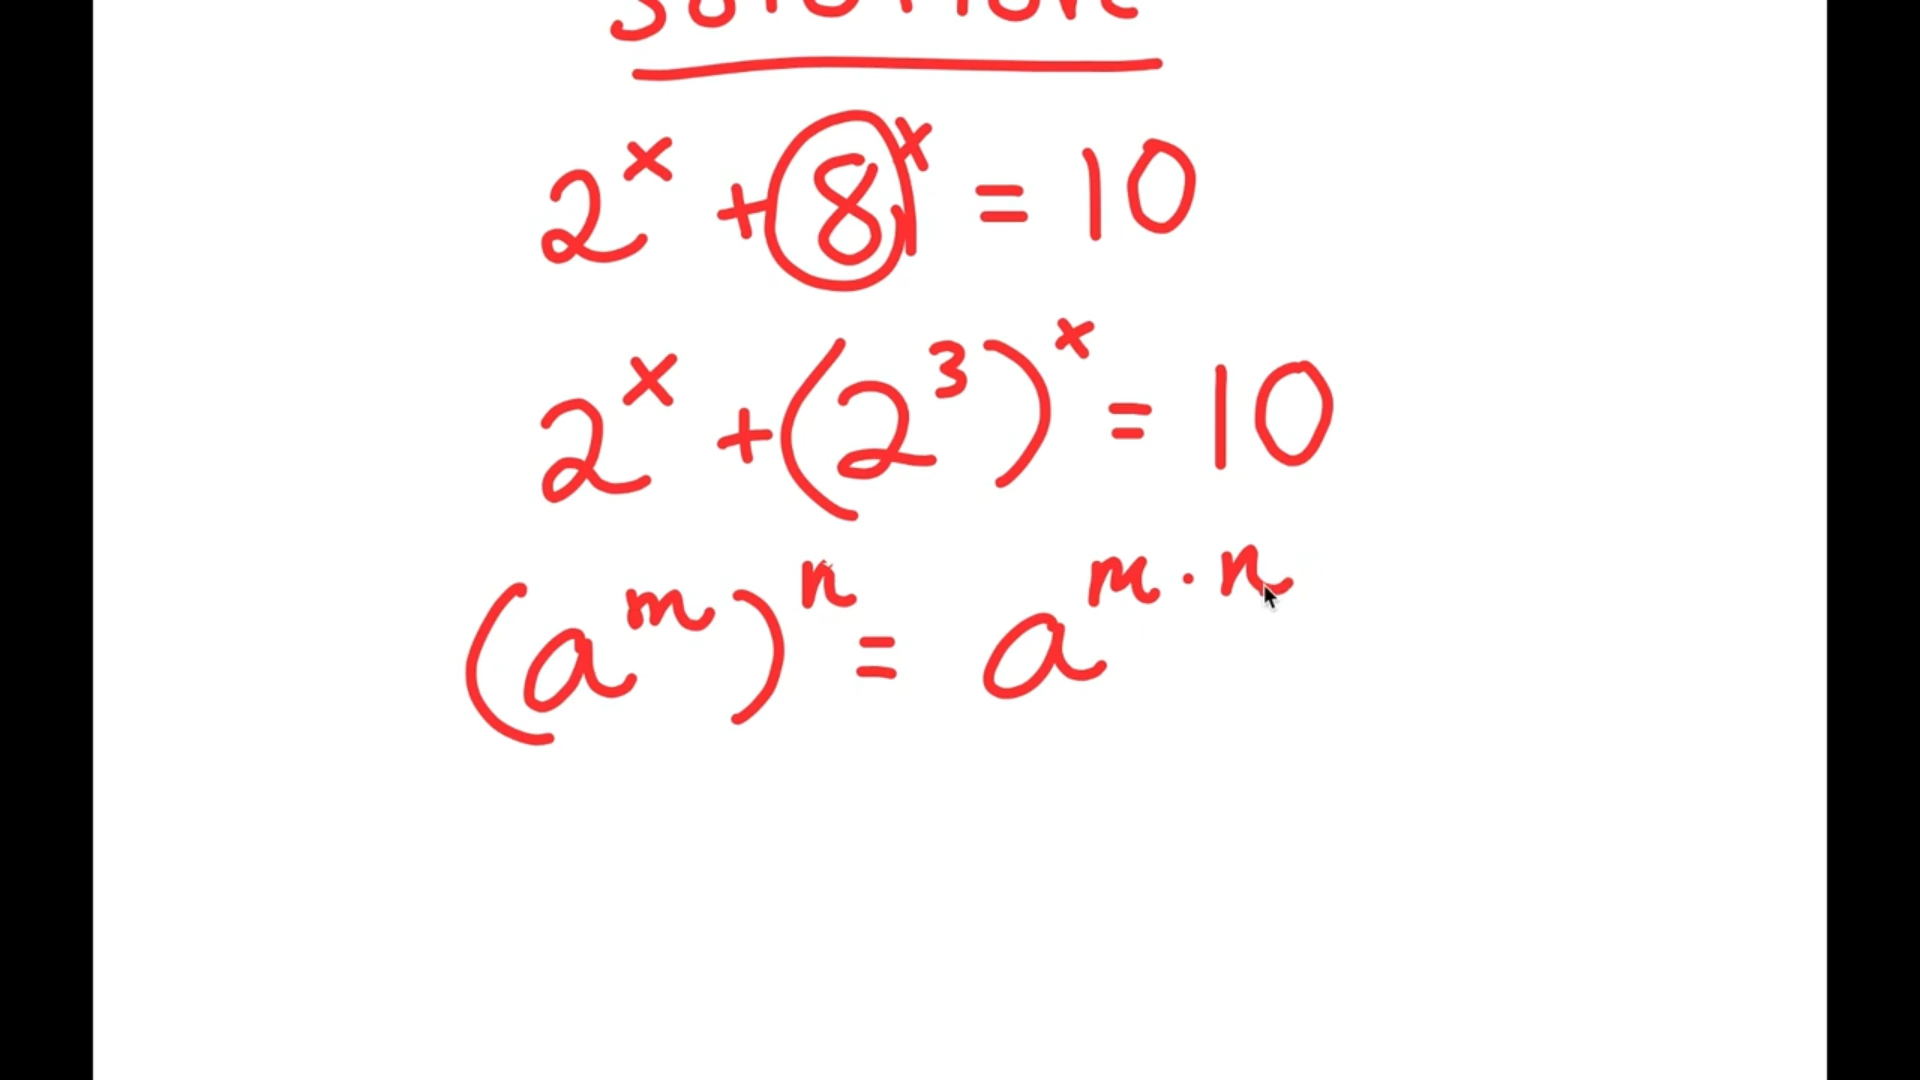 2^x + 8^x = 10
2^x + (2^3)^x = 10
(a^m)^n = a^{m·n}